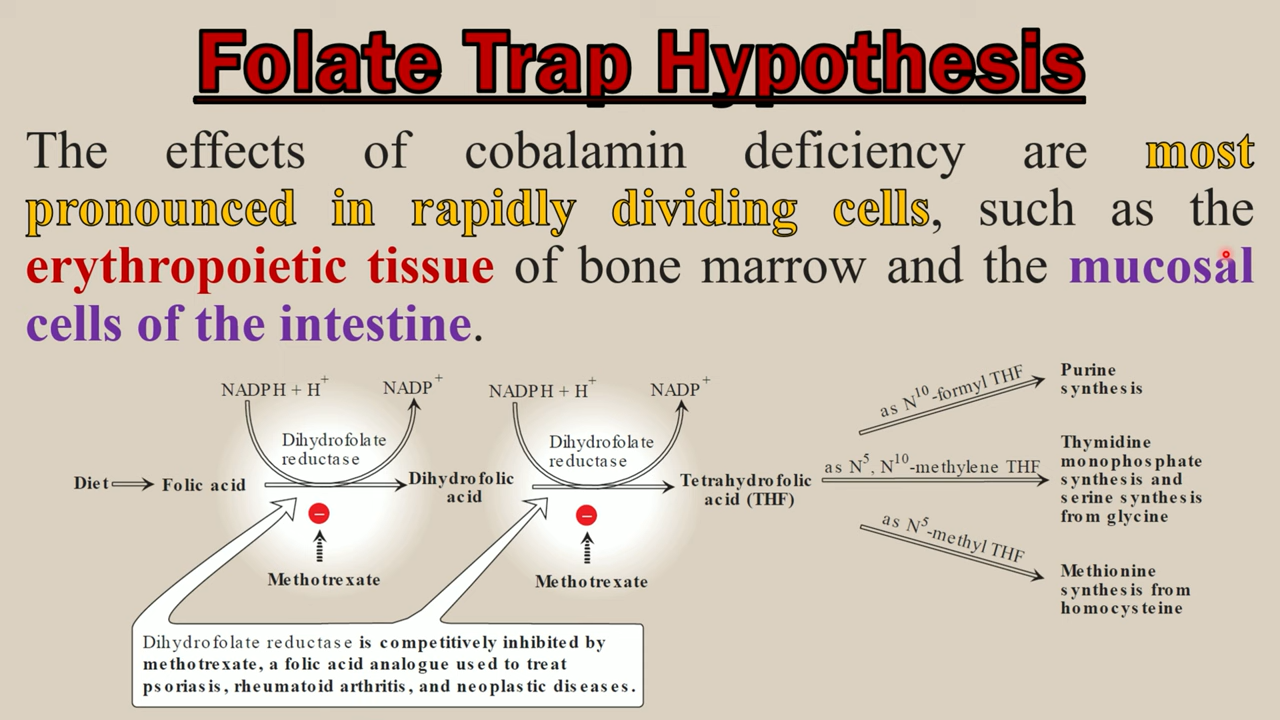 Folate Trap Hypothesis
The effects of cobalamin deficiency are most
pronounced in rapidly dividing cells, such as the
erythropoietic tissue of bone marrow and the mucosal
cells of the intestine.
NADPH + H+
NADP+
NADPH + H+
NADP+
Dihydrofolate
reductase
Dihydrofolate
reductase
Diet
Folic acid
Dihydrofolic
acid
Tetrahydrofolic
acid (THF)
−
Methotrexate
−
Methotrexate
as N10-formyl THF
Purine
synthesis
as N5, N10-methylene THF
Thymidine
monophosphate
synthesis and
serine synthesis
from glycine
as N5-methyl THF
Methionine
synthesis from
homocysteine
Dihydrofolate reductase is competitively inhibited by
methotrexate, a folic acid analogue used to treat
psoriasis, rheumatoid arthritis, and neoplastic diseases.